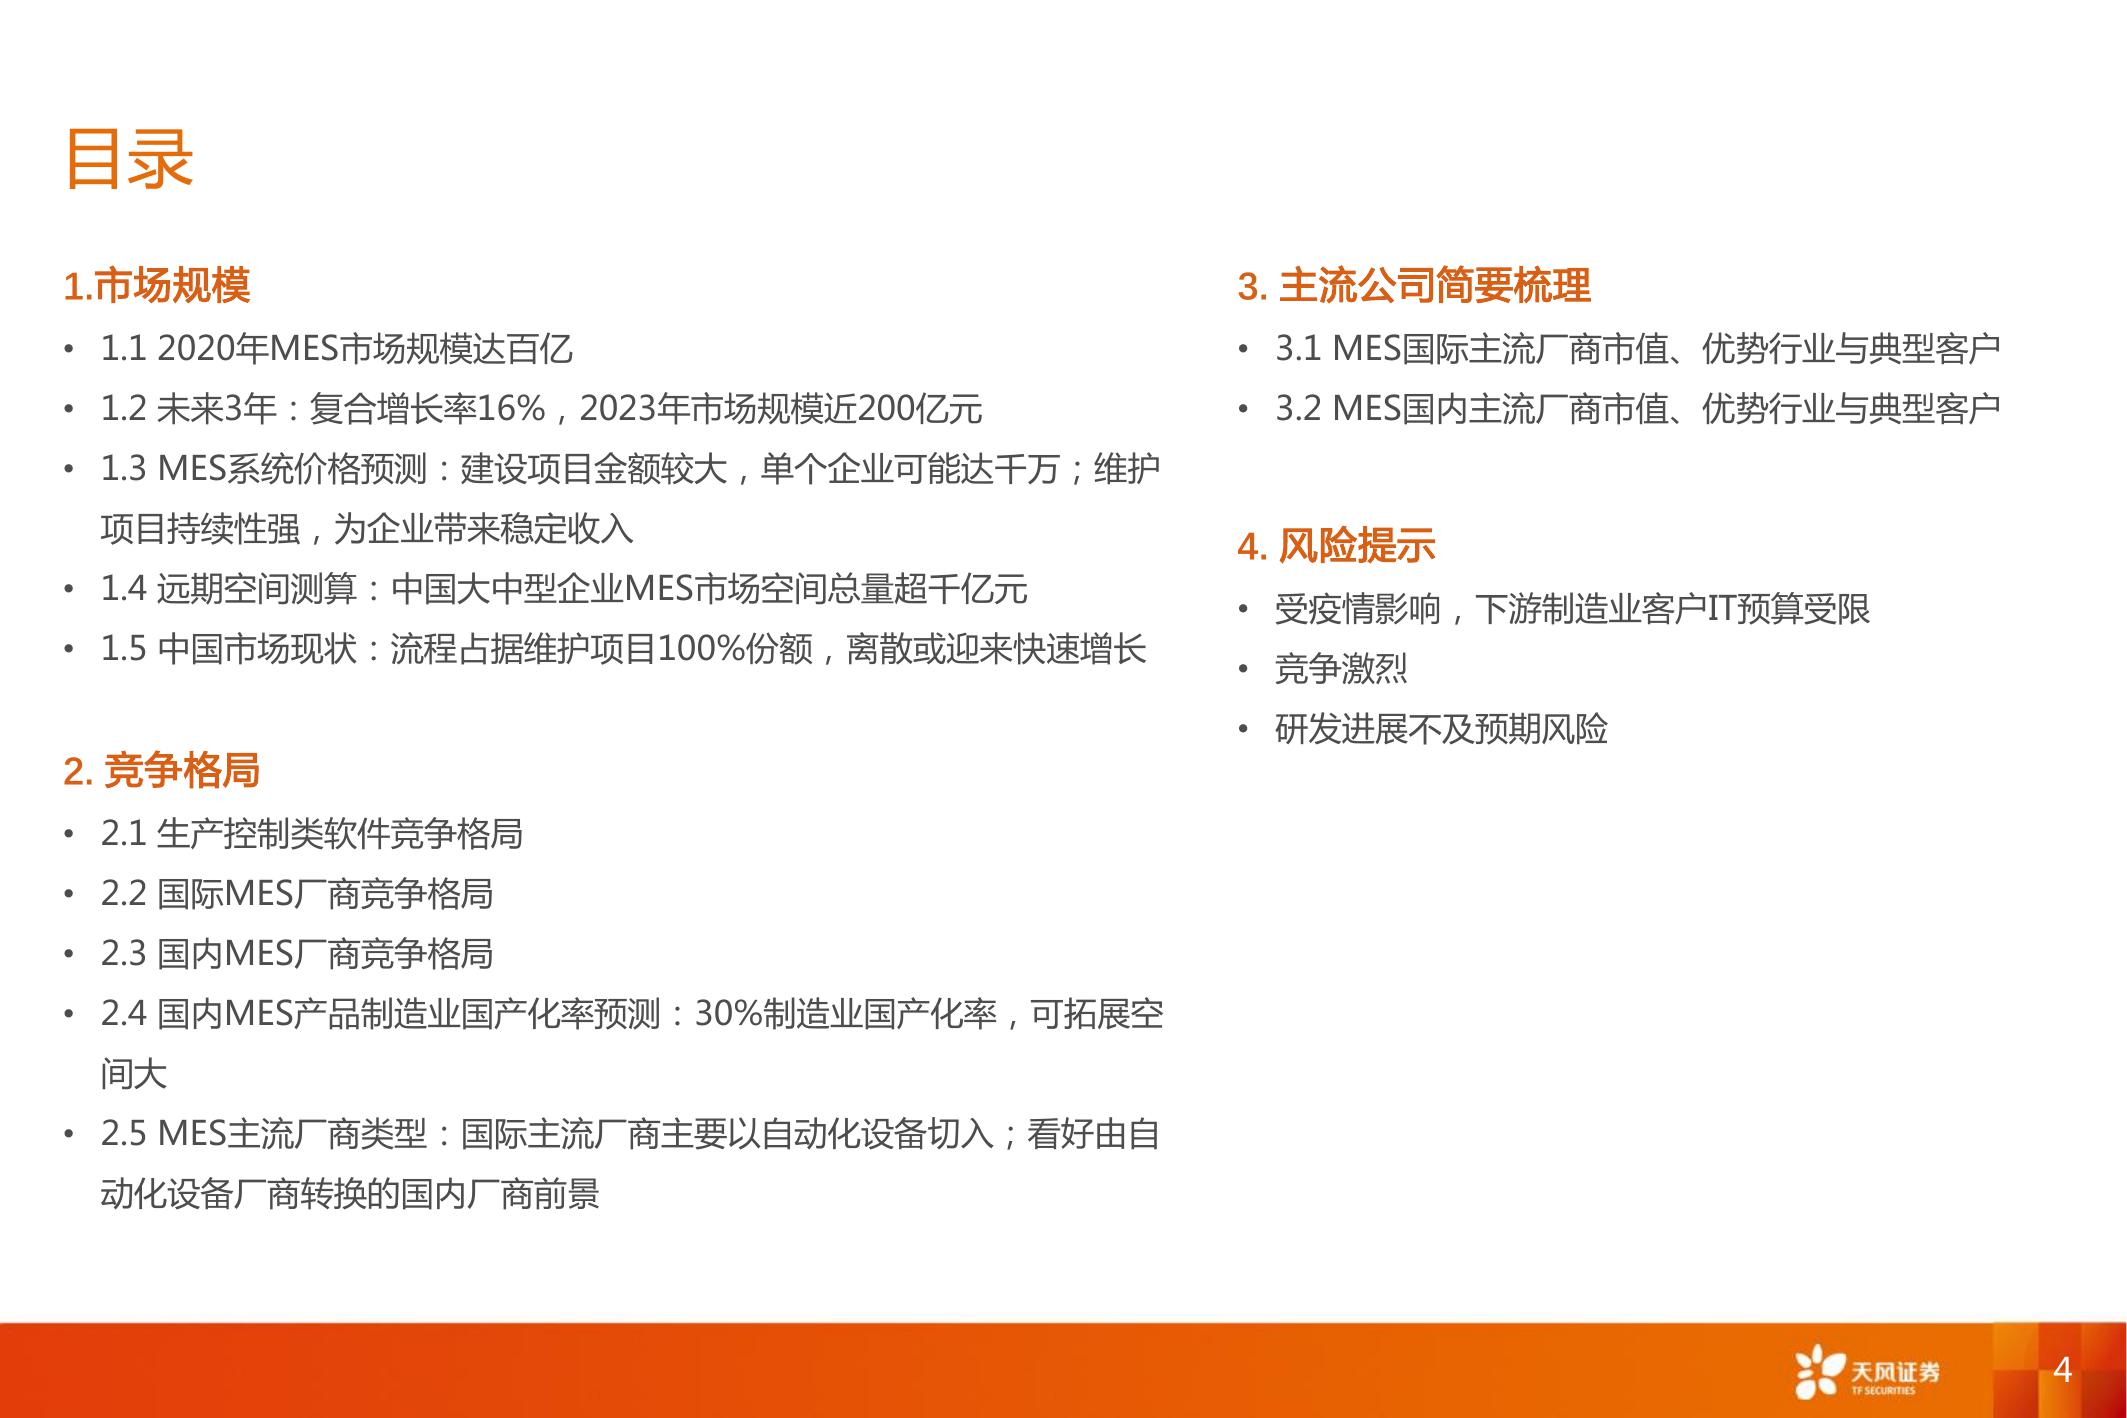 目录
1.市场规模
• 1.1 2020年MES市场规模达百亿
• 1.2 未来3年：复合增长率16%，2023年市场规模近200亿元
• 1.3 MES系统价格预测：建设项目金额较大，单个企业可能达千万；维护
项目持续性强，为企业带来稳定收入
• 1.4 远期空间测算：中国大中型企业MES市场空间总量超千亿元
• 1.5 中国市场现状：流程占据维护项目100%份额，离散或迎来快速增长
2. 竞争格局
• 2.1 生产控制类软件竞争格局
• 2.2 国际MES厂商竞争格局
• 2.3 国内MES厂商竞争格局
• 2.4 国内MES产品制造业国产化率预测：30%制造业国产化率，可拓展空
间大
• 2.5 MES主流厂商类型：国际主流厂商主要以自动化设备切入；看好由自
动化设备厂商转换的国内厂商前景
3. 主流公司简要梳理
• 3.1 MES国际主流厂商市值、优势行业与典型客户
• 3.2 MES国内主流厂商市值、优势行业与典型客户
4. 风险提示
• 受疫情影响，下游制造业客户IT预算受限
• 竞争激烈
• 研发进展不及预期风险
天风证券
TF SECURITIES
4